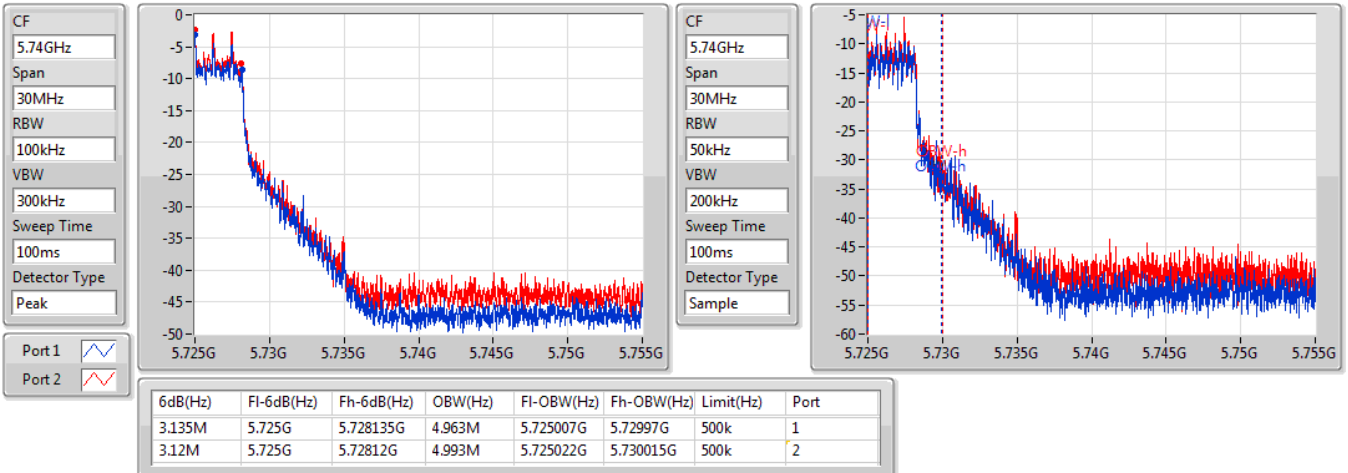 CF
5.74GHz
Span
30MHz
RBW
100kHz
VBW
300kHz
Sweep Time
100ms
Detector Type
Peak
Port 1
Port 2
0
-5
-10
-15
-20
-25
-30
-35
-40
-45
-50
5.725G 5.73G 5.735G 5.74G 5.745G 5.75G 5.755G
CF
5.74GHz
Span
30MHz
RBW
50kHz
VBW
200kHz
Sweep Time
100ms
Detector Type
Sample
-5
-10
-15
-20
-25
-30
-35
-40
-45
-50
-55
-60
OBW-h
5.725G 5.73G 5.735G 5.74G 5.745G 5.75G 5.755G
6dB(Hz) Fl-6dB(Hz) Fh-6dB(Hz) OBW(Hz) Fl-OBW(Hz) Fh-OBW(Hz) Limit(Hz) Port
3.135M 5.725G 5.728135G 4.963M 5.725007G 5.72997G 500k 1
3.12M 5.725G 5.72812G 4.993M 5.725022G 5.730015G 500k 2